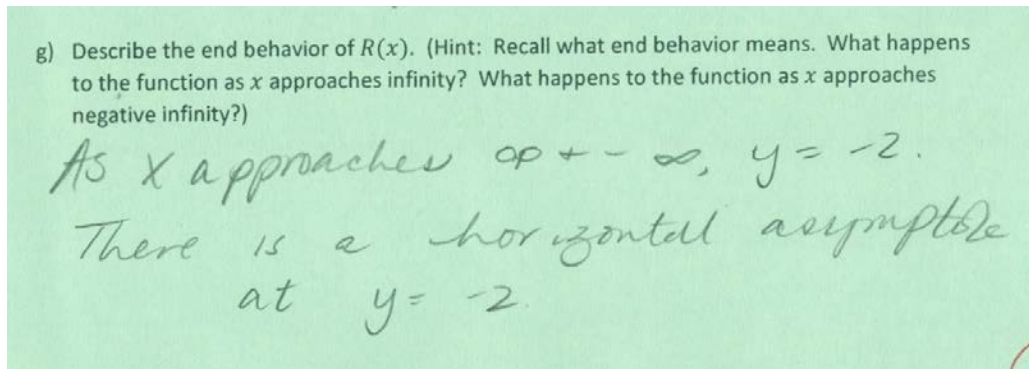 g) Describe the end behavior of R(x). (Hint: Recall what end behavior means. What happens
to the function as x approaches infinity? What happens to the function as x approaches
negative infinity?)
As X approaches + - ∞, y = -2.
There is a horizontal asymptote
at y = -2.